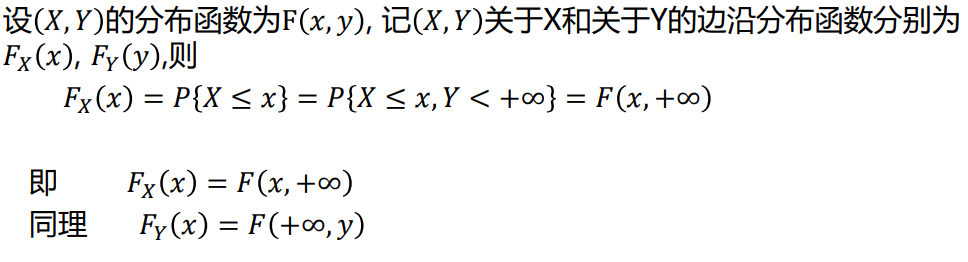 设(𝑋, 𝑌)的分布函数为F(𝑥, 𝑦), 记(𝑋, 𝑌)关于X和关于Y的边沿分布函数分别为
𝐹_𝑋(𝑥), 𝐹_𝑌(𝑦),则
𝐹_𝑋(𝑥) = 𝑃{𝑋 ≤ 𝑥} = 𝑃{𝑋 ≤ 𝑥, 𝑌 < +∞} = 𝐹(𝑥, +∞)
即 𝐹_𝑋(𝑥) = 𝐹(𝑥, +∞)
同理 𝐹_𝑌(𝑥) = 𝐹(+∞, 𝑦)